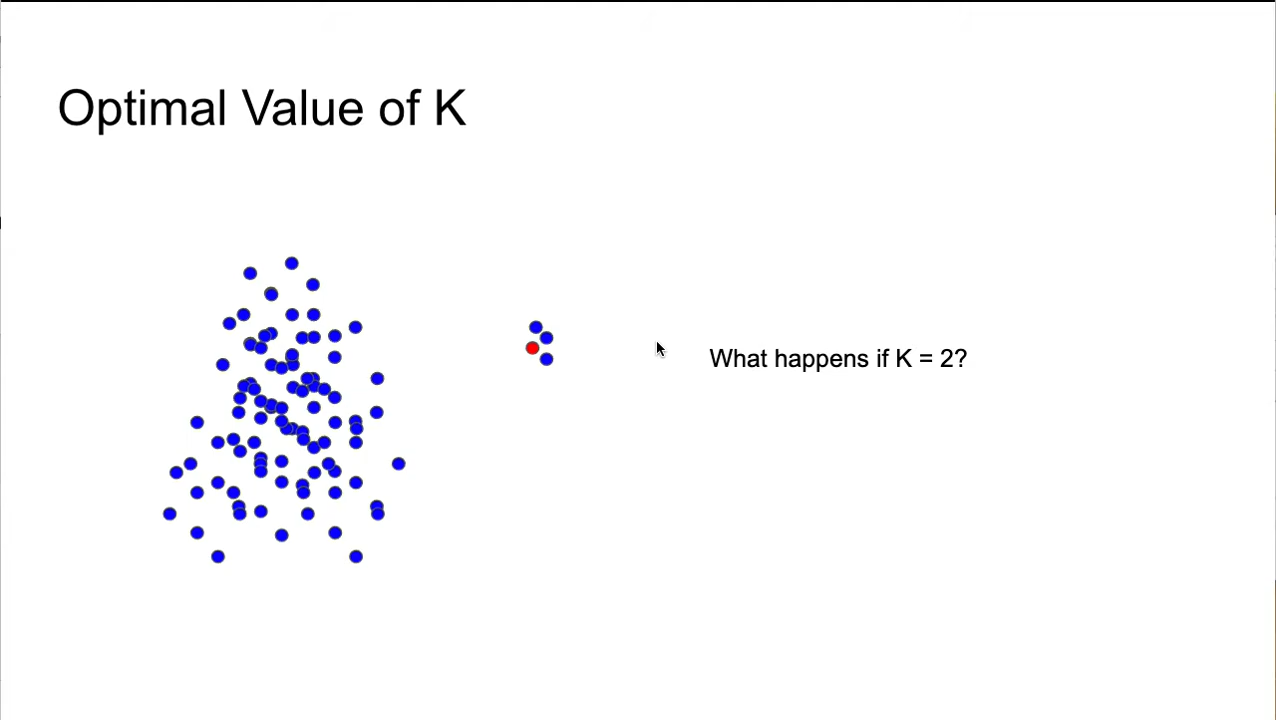 Optimal Value of K
What happens if K = 2?